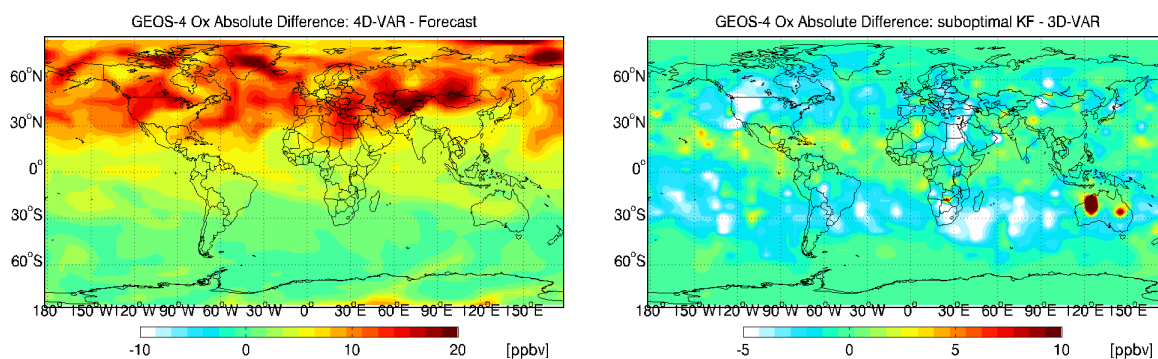 GEOS-4 Ox Absolute Difference: 4D-VAR - Forecast
60°N
30°N
0°
30°S
60°S
180°W 150°W 120°W 90°W 60°W 30°W 0° 30°E 60°E 90°E 120°E 150°E
-10 0 10 20 [ppbv]
GEOS-4 Ox Absolute Difference: suboptimal KF - 3D-VAR
60°N
30°N
0°
30°S
60°S
180°W 150°W 120°W 90°W 60°W 30°W 0° 30°E 60°E 90°E 120°E 150°E
-5 0 5 10 [ppbv]